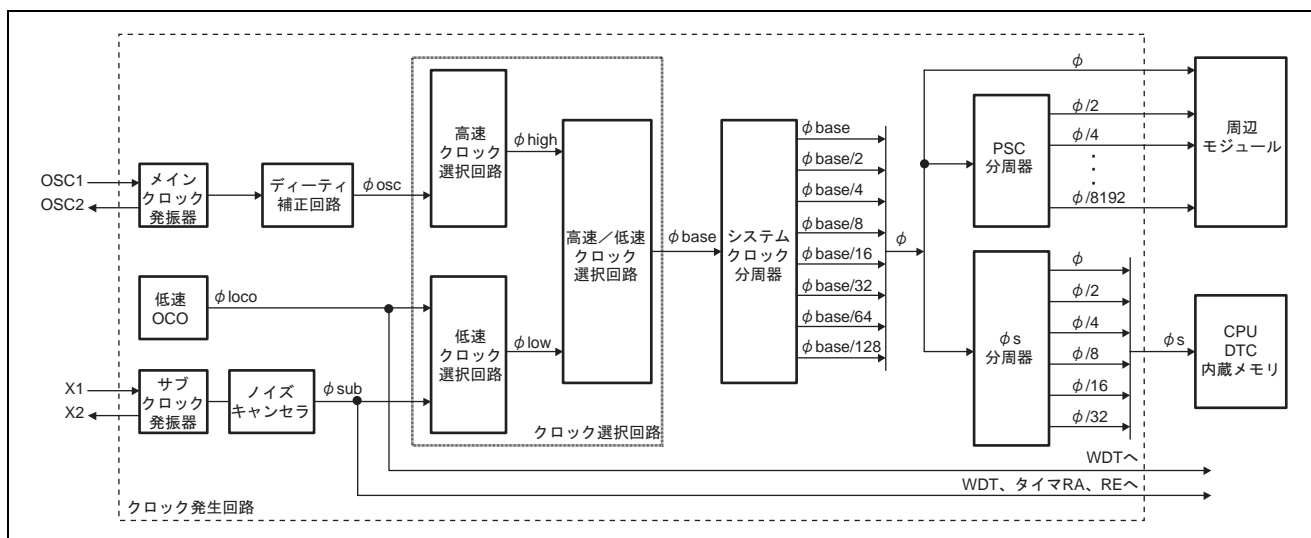 OSC1
OSC2
メイン
クロック
発振器
ディーティ
補正回路
φosc
高速
クロック
選択回路
φhigh
低速
OCO
φloco
X1
X2
サブ
クロック
発振器
ノイズ
キャンセラ
φsub
低速
クロック
選択回路
φlow
高速／低速
クロック
選択回路
クロック選択回路
φbase
システム
クロック
分周器
φbase
φbase/2
φbase/4
φbase/8
φbase/16
φbase/32
φbase/64
φbase/128
φ
φ
PSC
分周器
φ/2
φ/4
・
・
・
φ/8192
周辺
モジュール
φs
分周器
φ
φ/2
φ/4
φ/8
φ/16
φ/32
φs
CPU
DTC
内蔵メモリ
WDTへ
WDT、タイマRA、REへ
クロック発生回路